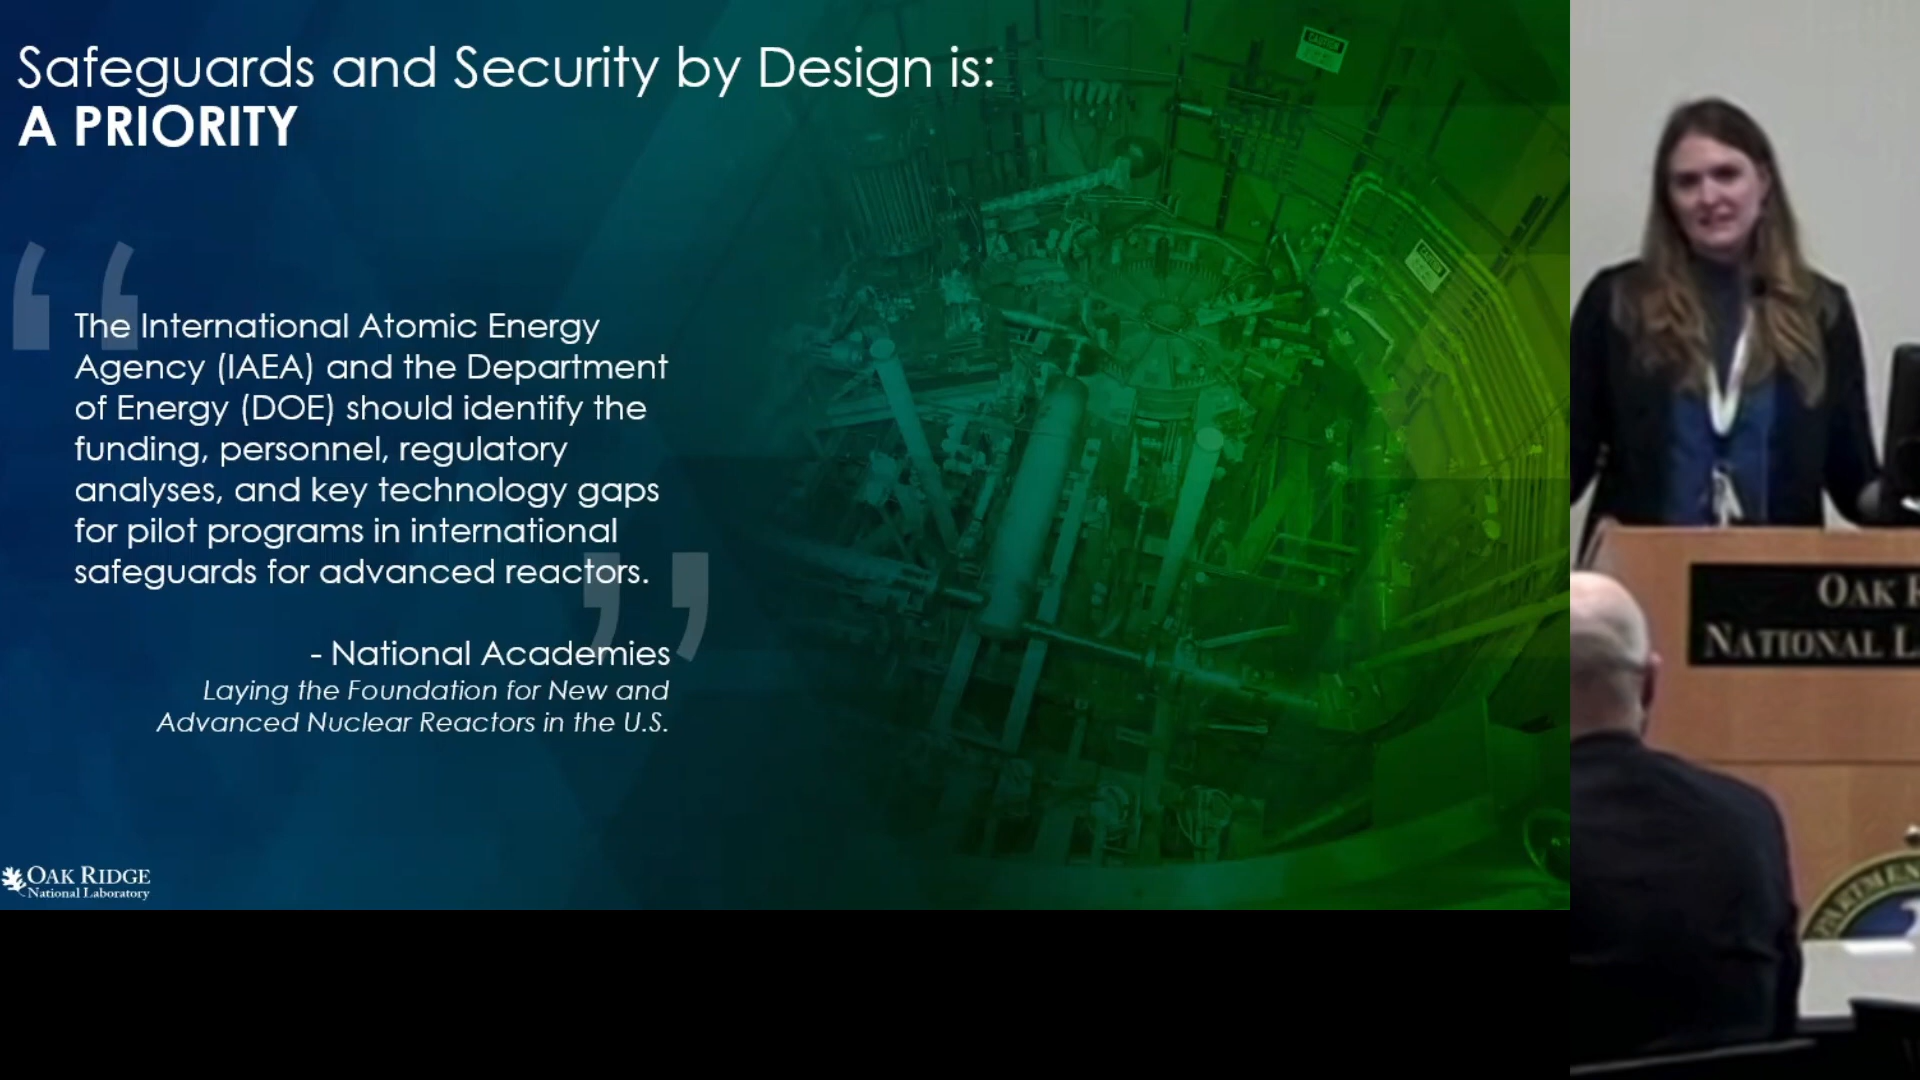 Safeguards and Security by Design is:
A PRIORITY
The International Atomic Energy
Agency (IAEA) and the Department
of Energy (DOE) should identify the
funding, personnel, regulatory
analyses, and key technology gaps
for pilot programs in international
safeguards for advanced reactors.
- National Academies
Laying the Foundation for New and
Advanced Nuclear Reactors in the U.S.
OAK RIDGE
National Laboratory
CAUTION
CAUTION
OAK
NATIONAL